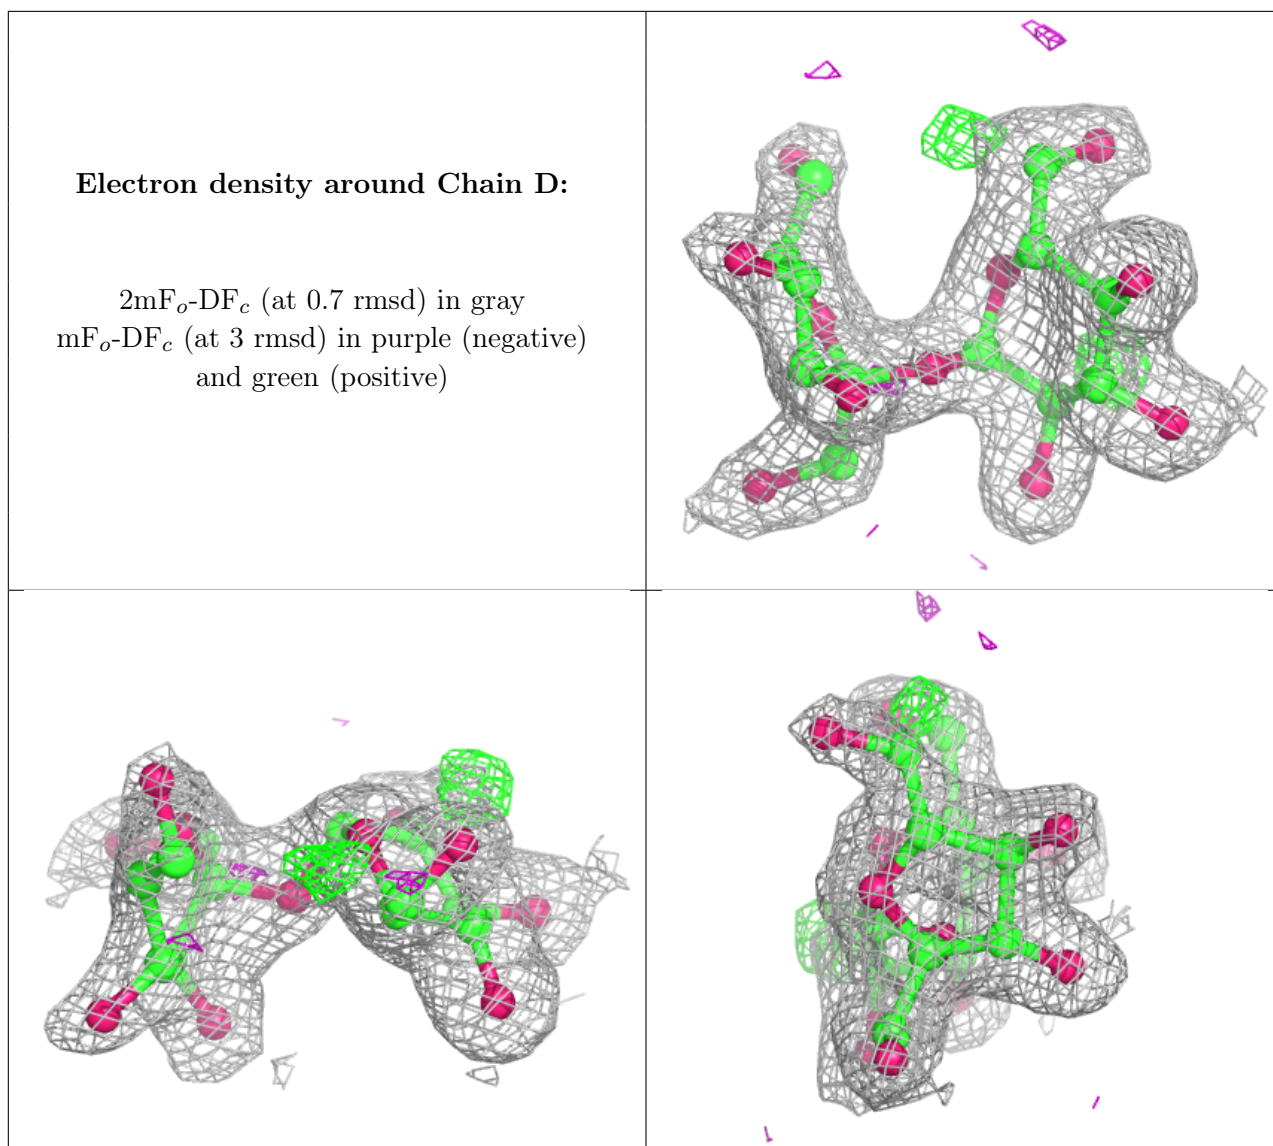 Electron density around Chain D:
2mFo-DFc (at 0.7 rmsd) in gray
mFo-DFc (at 3 rmsd) in purple (negative)
and green (positive)